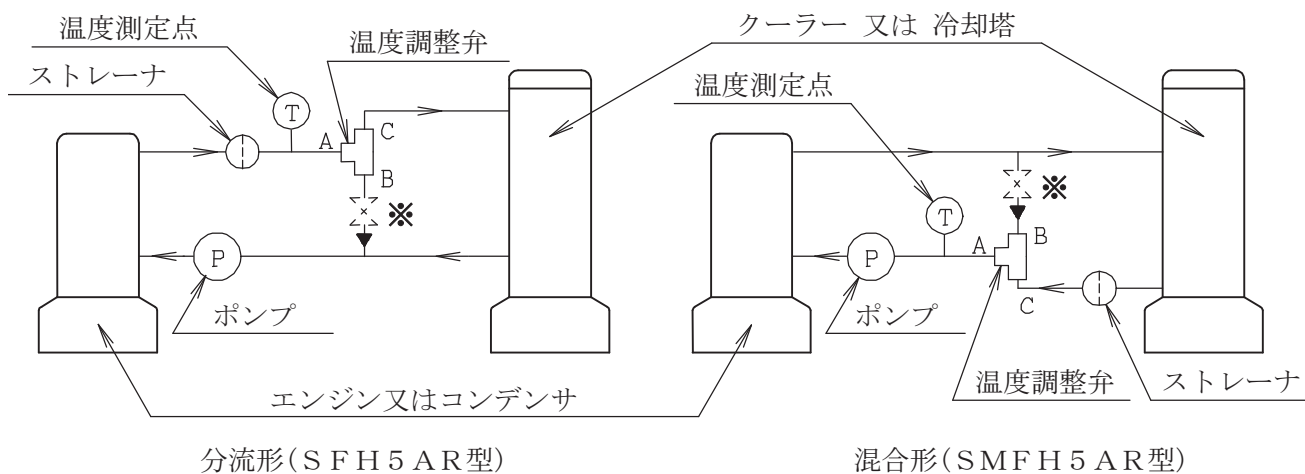 温度測定点
温度調整弁
クーラー 又は 冷却塔
ストレーナ
温度測定点
T
A
C
B
※
P
ポンプ
※
T
A
B
P
C
ポンプ
温度調整弁
ストレーナ
エンジン又はコンデンサ
分流形(SFH5AR型)
混合形(SMFH5AR型)